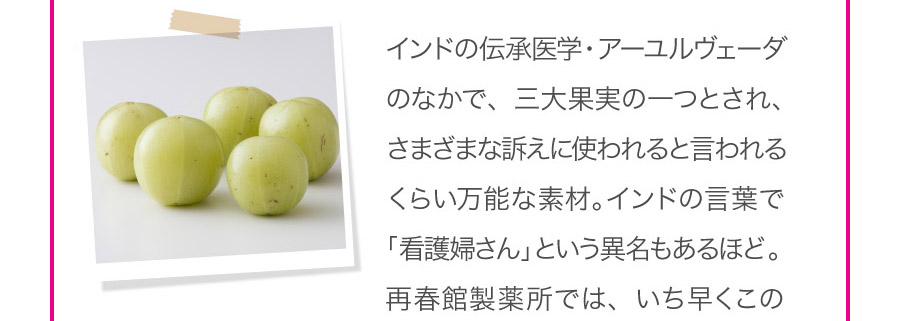 インドの伝承医学・アーユルヴェーダ
のなかで、三大果実の一つとされ、
さまざまな訴えに使われると言われる
くらい万能な素材。インドの言葉で
「看護婦さん」という異名もあるほど。
再春館製薬所では、いち早くこの